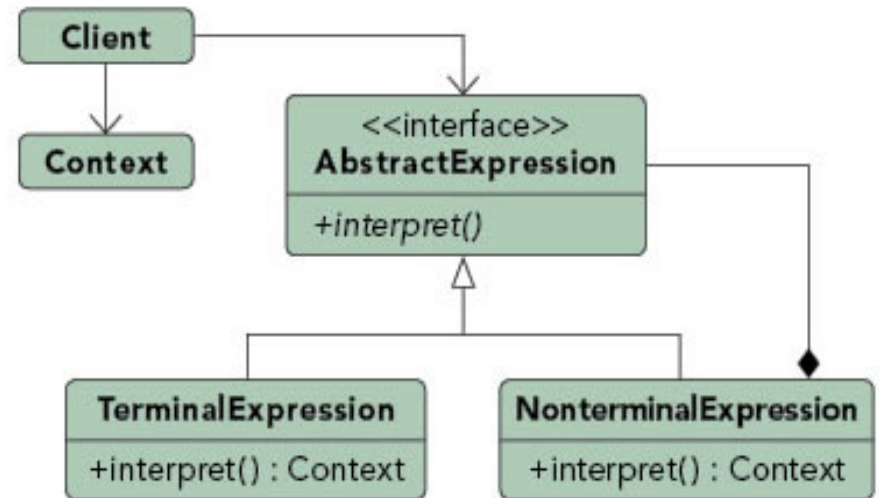 Client
Context
<<interface>>
AbstractExpression
+interpret()
TerminalExpression
+interpret() : Context
NonterminalExpression
+interpret() : Context